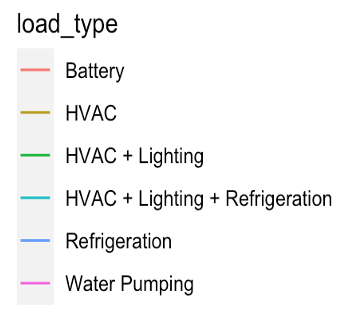 load_type
Battery
HVAC
HVAC + Lighting
HVAC + Lighting + Refrigeration
Refrigeration
Water Pumping